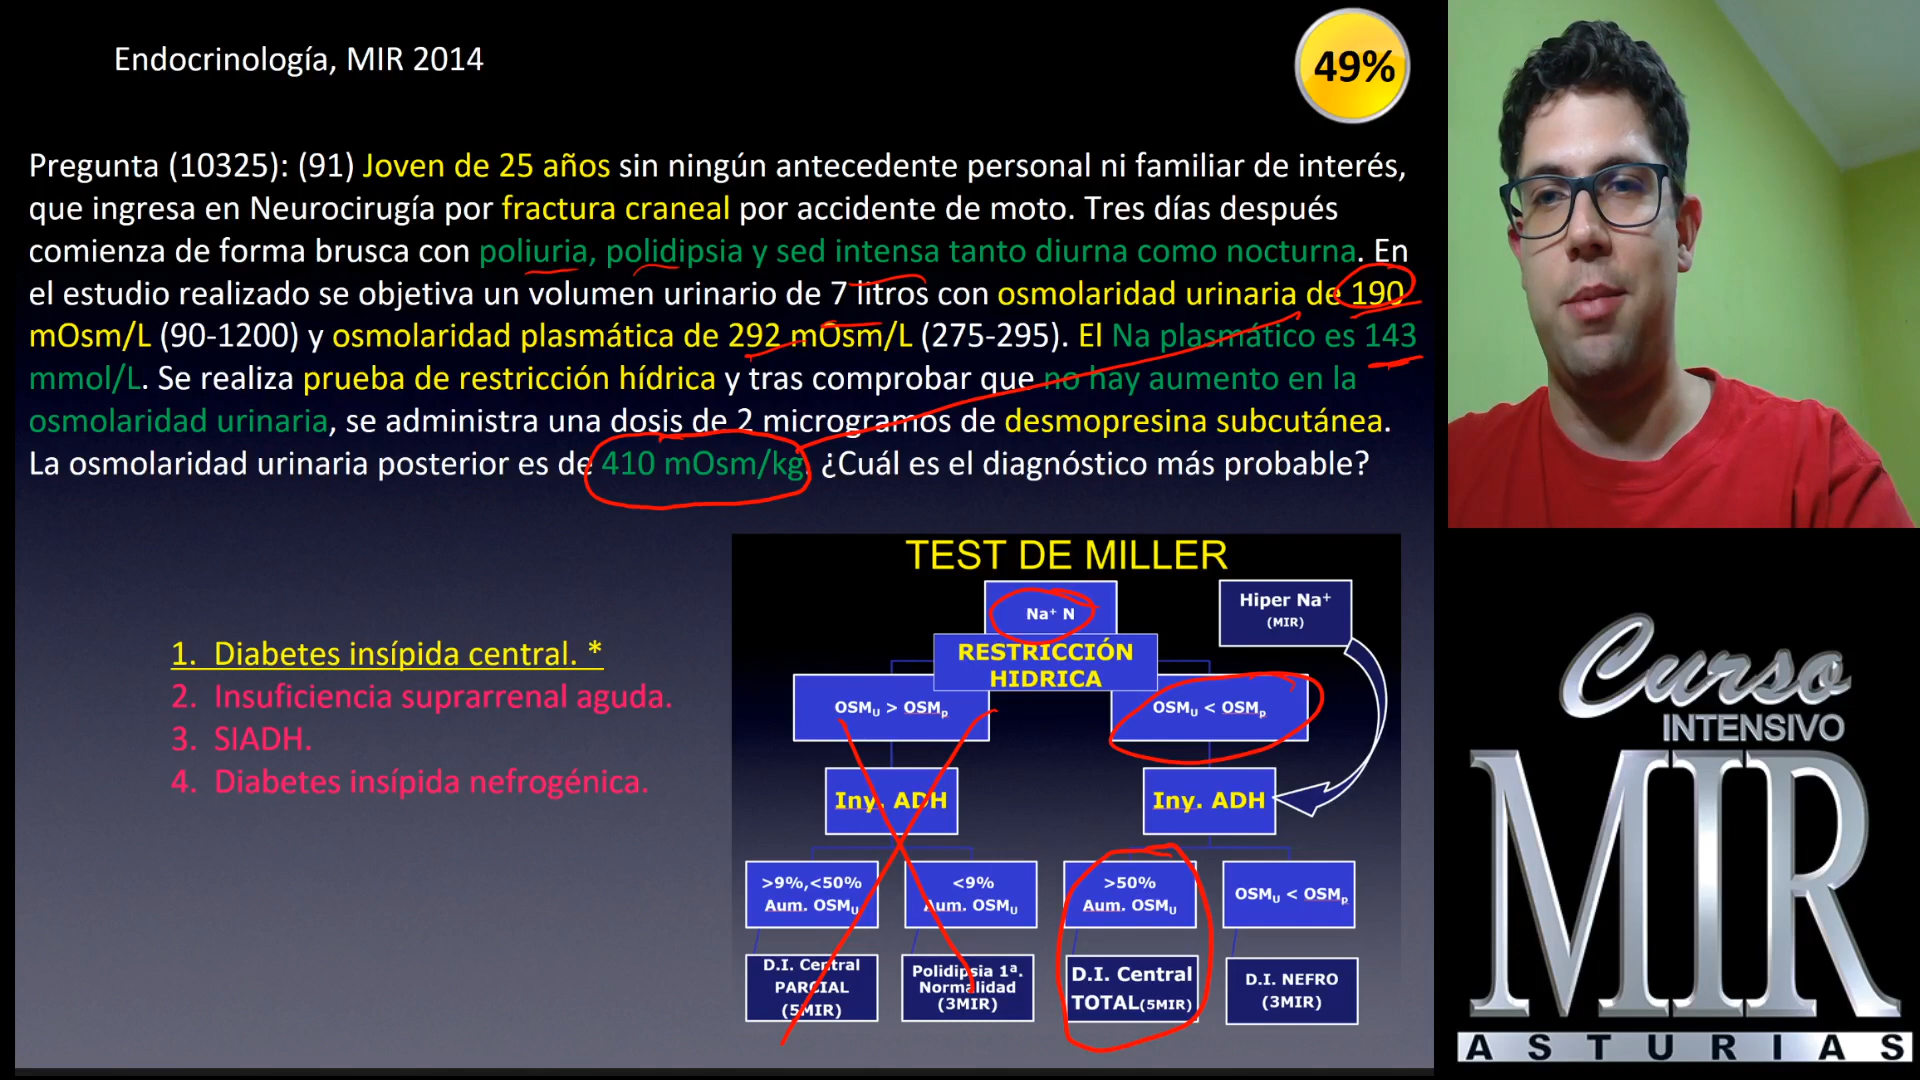 Endocrinología, MIR 2014
49%
Pregunta (10325): (91) Joven de 25 años sin ningún antecedente personal ni familiar de interés,
que ingresa en Neurocirugía por fractura craneal por accidente de moto. Tres días después
comienza de forma brusca con poliuria, polidipsia y sed intensa tanto diurna como nocturna. En
el estudio realizado se objetiva un volumen urinario de 7 litros con osmolaridad urinaria de 190
mOsm/L (90-1200) y osmolaridad plasmática de 292 mOsm/L (275-295). El Na plasmático es 143
mmol/L. Se realiza prueba de restricción hídrica y tras comprobar que no hay aumento en la
osmolaridad urinaria, se administra una dosis de 2 microgramos de desmopresina subcutánea.
La osmolaridad urinaria posterior es de 410 mOsm/kg. ¿Cuál es el diagnóstico más probable?
1. Diabetes insípida central. *
2. Insuficiencia suprarrenal aguda.
3. SIADH.
4. Diabetes insípida nefrogénica.
TEST DE MILLER
Na⁺ N
Hiper Na⁺
(MIR)
RESTRICCIÓN
HIDRICA
OSMᵤ > OSMₚ
OSMᵤ < OSMₚ
Iny. ADH
Iny. ADH
>9%,<50%
Aum. OSMᵤ
<9%
Aum. OSMᵤ
>50%
Aum. OSMᵤ
OSMᵤ < OSMₚ
D.I. Central
PARCIAL
(5MIR)
Polidipsia 1ª.
Normalidad
(3MIR)
D.I. Central
TOTAL(5MIR)
D.I. NEFRO
(3MIR)
Curso
INTENSIVO
MIR
ASTURIAS